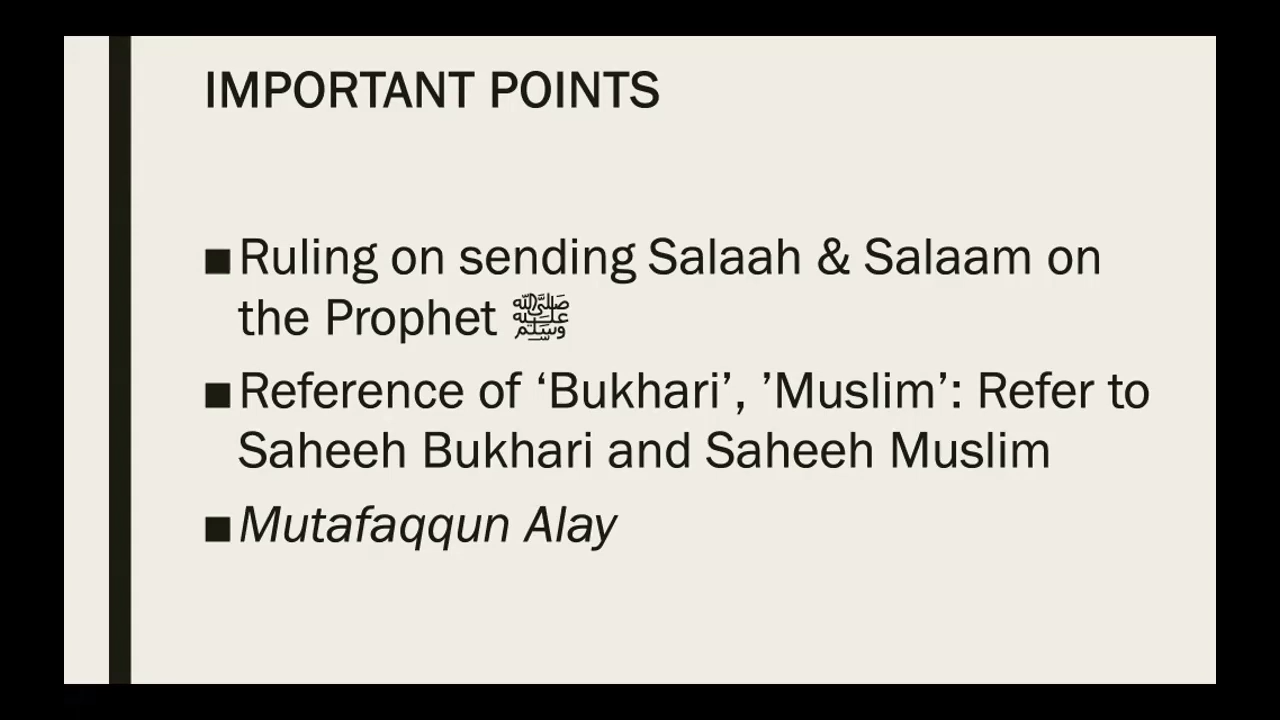 IMPORTANT POINTS
■Ruling on sending Salaah & Salaam on
the Prophet ﷺ
■Reference of ‘Bukhari’, ’Muslim’: Refer to
Saheeh Bukhari and Saheeh Muslim
■Mutafaqqun Alay